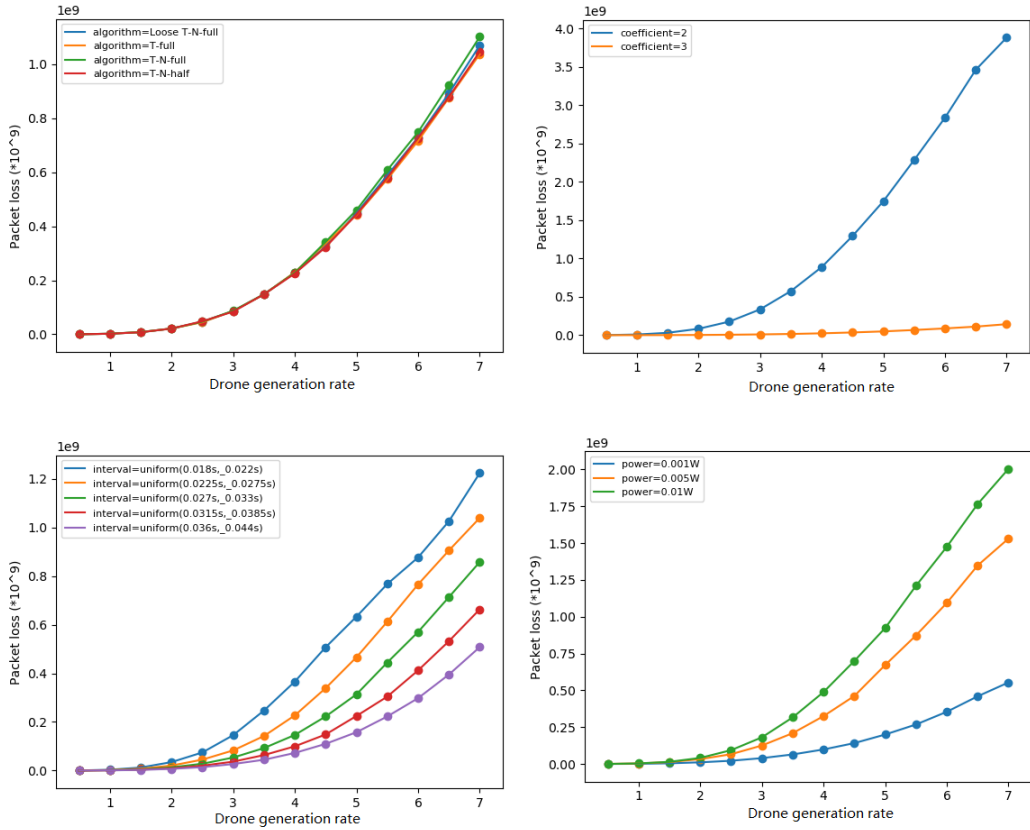 1e9
algorithm=Loose T-N-full
algorithm=T-full
algorithm=T-N-full
algorithm=T-N-half
1.0
0.8
0.6
0.4
0.2
0.0
Packet loss (*10^9)
1 2 3 4 5 6 7
Drone generation rate
1e9
coefficient=2
coefficient=3
4.0
3.5
3.0
2.5
2.0
1.5
1.0
0.5
0.0
Packet loss (*10^9)
1 2 3 4 5 6 7
Drone generation rate
1e9
interval=uniform(0.018s,_0.022s)
interval=uniform(0.0225s,_0.0275s)
interval=uniform(0.027s,_0.033s)
interval=uniform(0.0315s,_0.0385s)
interval=uniform(0.036s,_0.044s)
1.2
1.0
0.8
0.6
0.4
0.2
0.0
Packet loss (*10^9)
1 2 3 4 5 6 7
Drone generation rate
1e9
power=0.001W
power=0.005W
power=0.01W
2.00
1.75
1.50
1.25
1.00
0.75
0.50
0.25
0.00
Packet loss (*10^9)
1 2 3 4 5 6 7
Drone generation rate